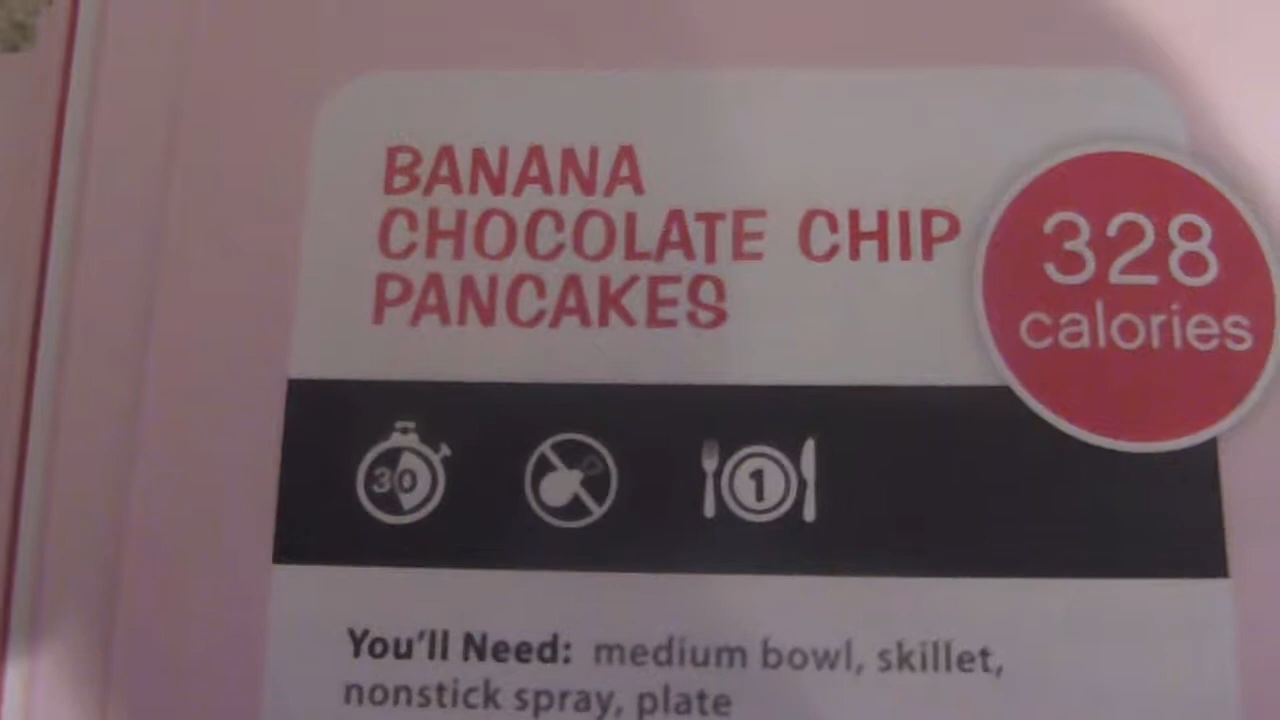 BANANA
CHOCOLATE CHIP
PANCAKES
328
calories
30
1
You'll Need: medium bowl, skillet,
nonstick spray, plate